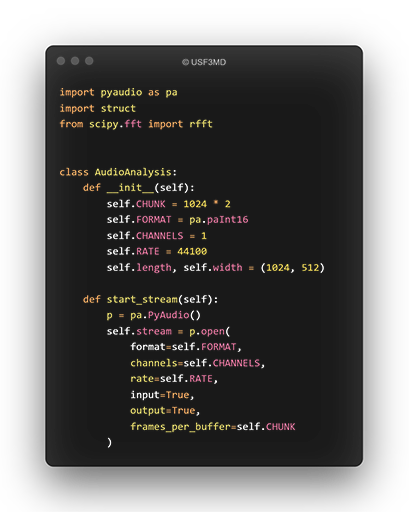 © USF3MD
import pyaudio as pa
import struct
from scipy.fft import rfft
class AudioAnalysis:
    def __init__(self):
        self.CHUNK = 1024 * 2
        self.FORMAT = pa.paInt16
        self.CHANNELS = 1
        self.RATE = 44100
        self.length, self.width = (1024, 512)
    def start_stream(self):
        p = pa.PyAudio()
        self.stream = p.open(
            format=self.FORMAT,
            channels=self.CHANNELS,
            rate=self.RATE,
            input=True,
            output=True,
            frames_per_buffer=self.CHUNK
        )